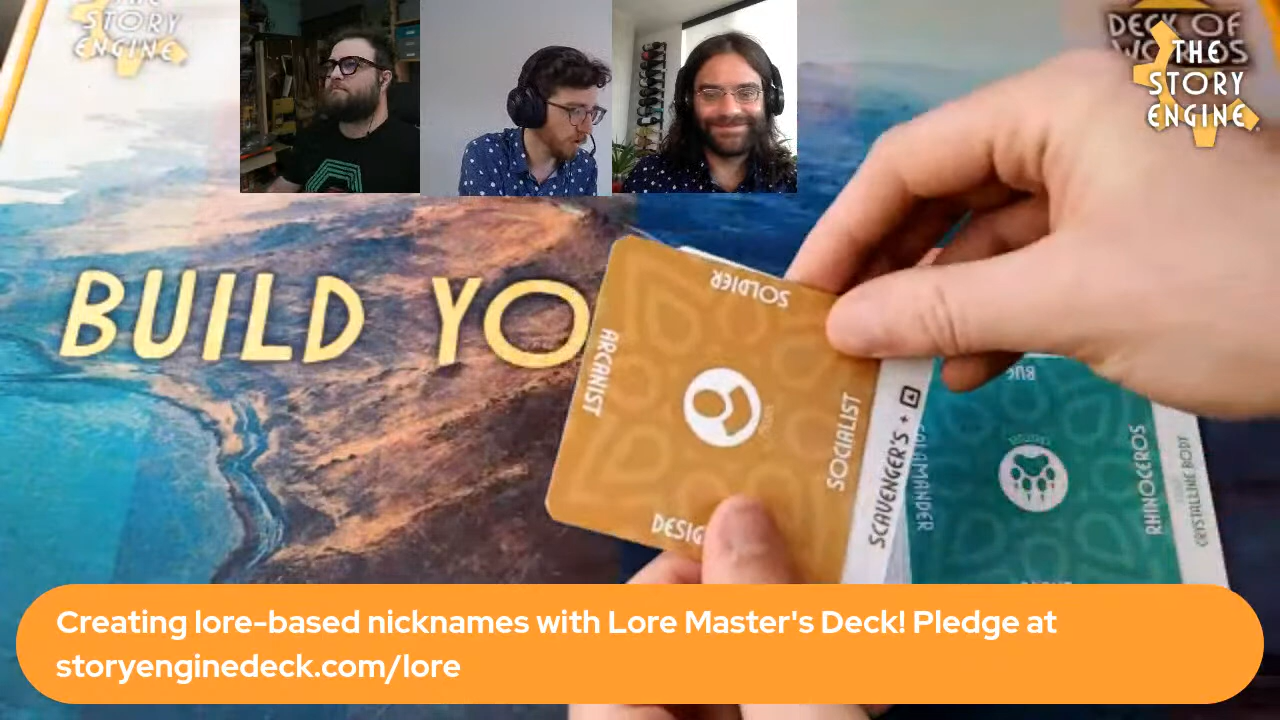 THE
STORY
ENGINE
DECK OF
WORLDS
THE
STORY
ENGINE
BUILD YO
SOLDIER
ARCANIST
SOCIALIST
DESIG
SCAVENGER'S +
SALAMANDER
BUG
RHINOCEROS
CRYSTALLINE BODY
Creating lore-based nicknames with Lore Master's Deck! Pledge at
storyenginedeck.com/lore